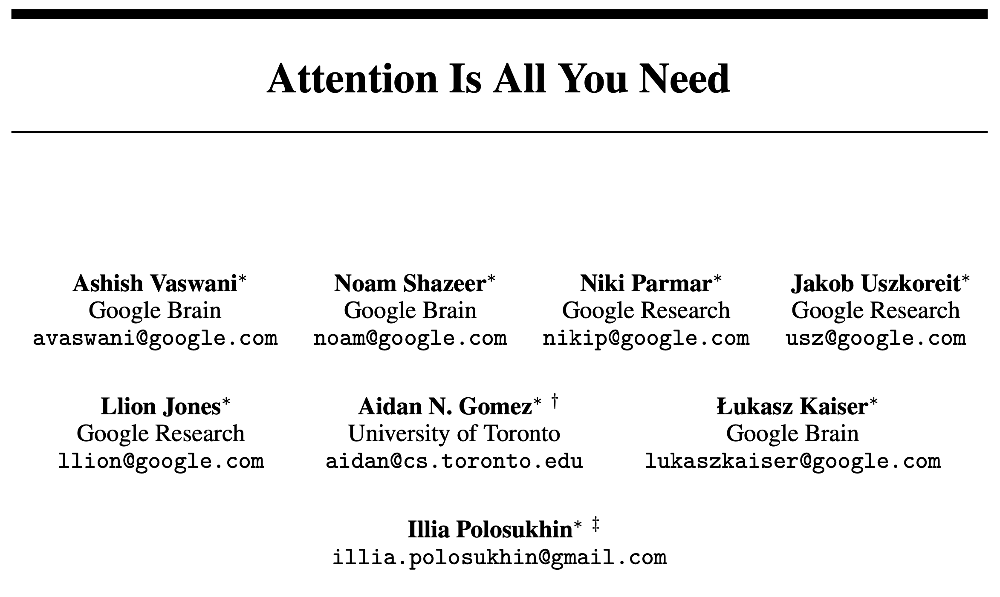 Attention Is All You Need
Ashish Vaswani* Noam Shazeer* Niki Parmar* Jakob Uszkoreit*
Google Brain Google Brain Google Research Google Research
avaswani@google.com noam@google.com nikip@google.com usz@google.com
Llion Jones* Aidan N. Gomez* † Łukasz Kaiser*
Google Research University of Toronto Google Brain
llion@google.com aidan@cs.toronto.edu lukaszkaiser@google.com
Illia Polosukhin* ‡
illia.polosukhin@gmail.com